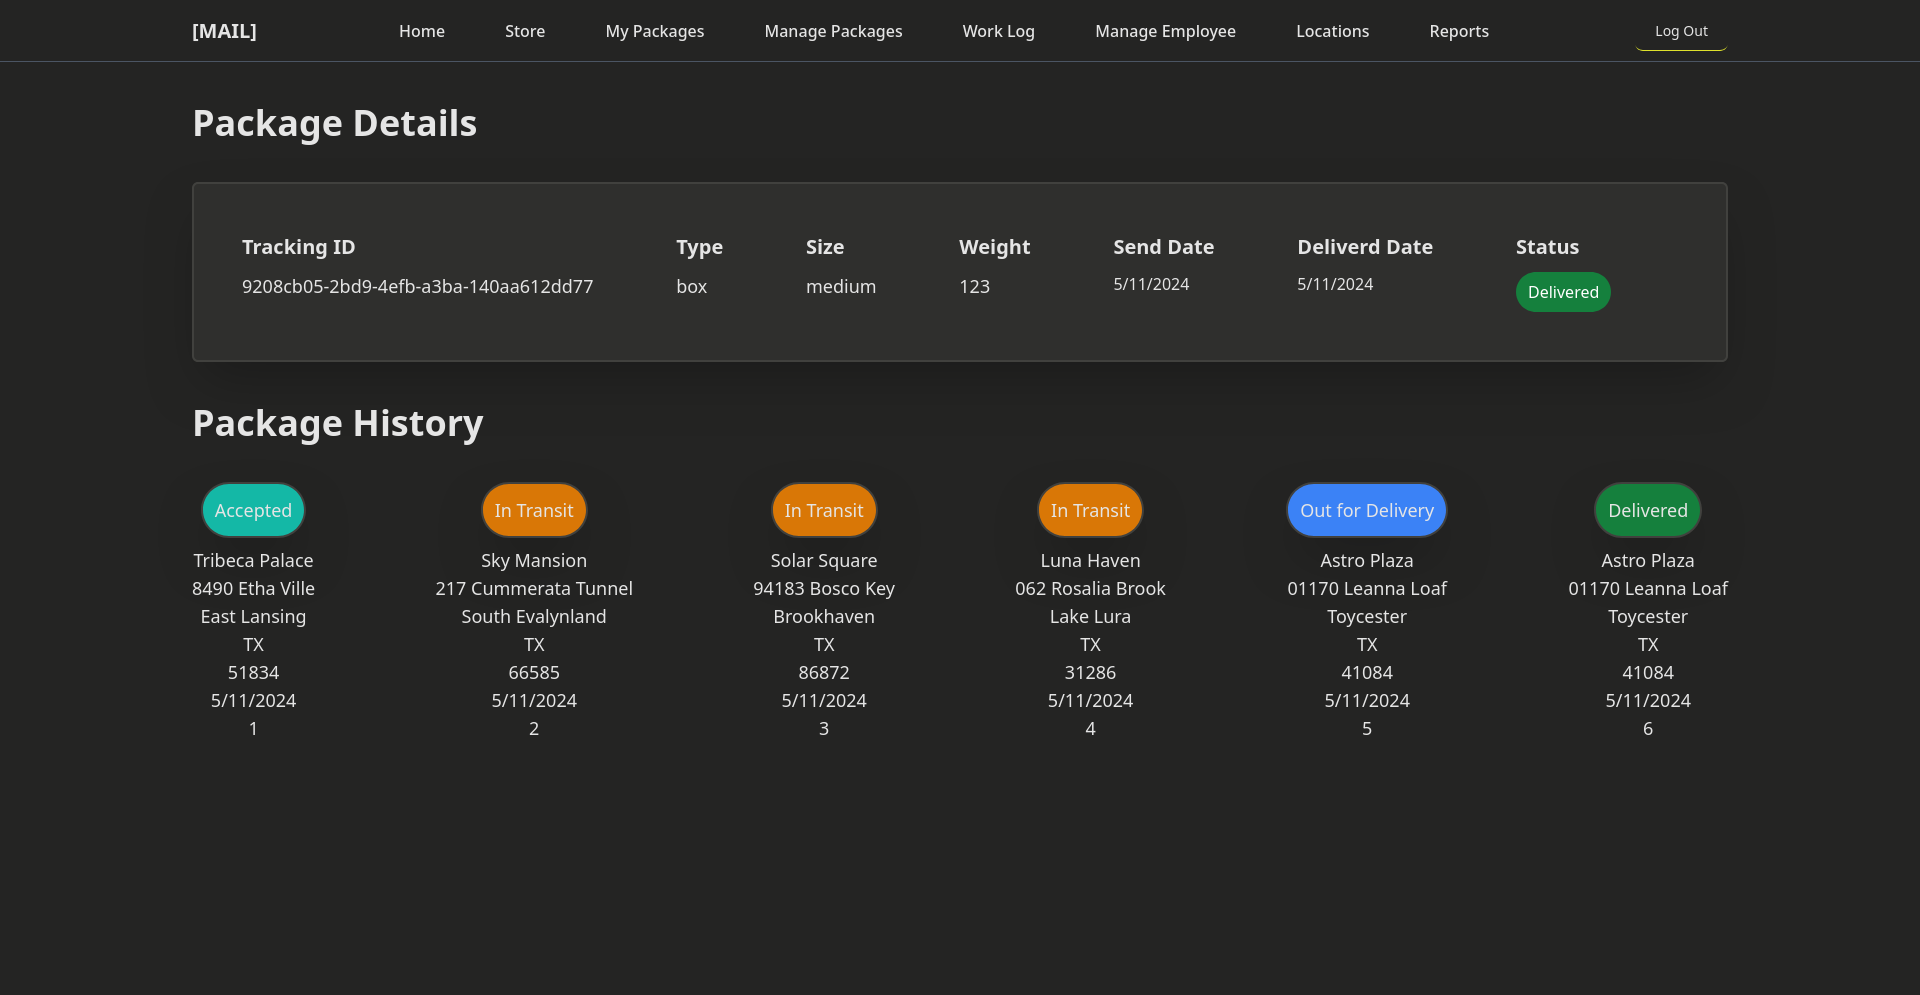 [MAIL] Home Store My Packages Manage Packages Work Log Manage Employee Locations Reports Log Out
Package Details
Tracking ID Type Size Weight Send Date Deliverd Date Status
9208cb05-2bd9-4efb-a3ba-140aa612dd77 box medium 123 5/11/2024 5/11/2024 Delivered
Package History
Accepted In Transit In Transit In Transit Out for Delivery Delivered
Tribeca Palace Sky Mansion Solar Square Luna Haven Astro Plaza Astro Plaza
8490 Etha Ville 217 Cummerata Tunnel 94183 Bosco Key 062 Rosalia Brook 01170 Leanna Loaf 01170 Leanna Loaf
East Lansing South Evalynland Brookhaven Lake Lura Toycester Toycester
TX TX TX TX TX TX
51834 66585 86872 31286 41084 41084
5/11/2024 5/11/2024 5/11/2024 5/11/2024 5/11/2024 5/11/2024
1 2 3 4 5 6